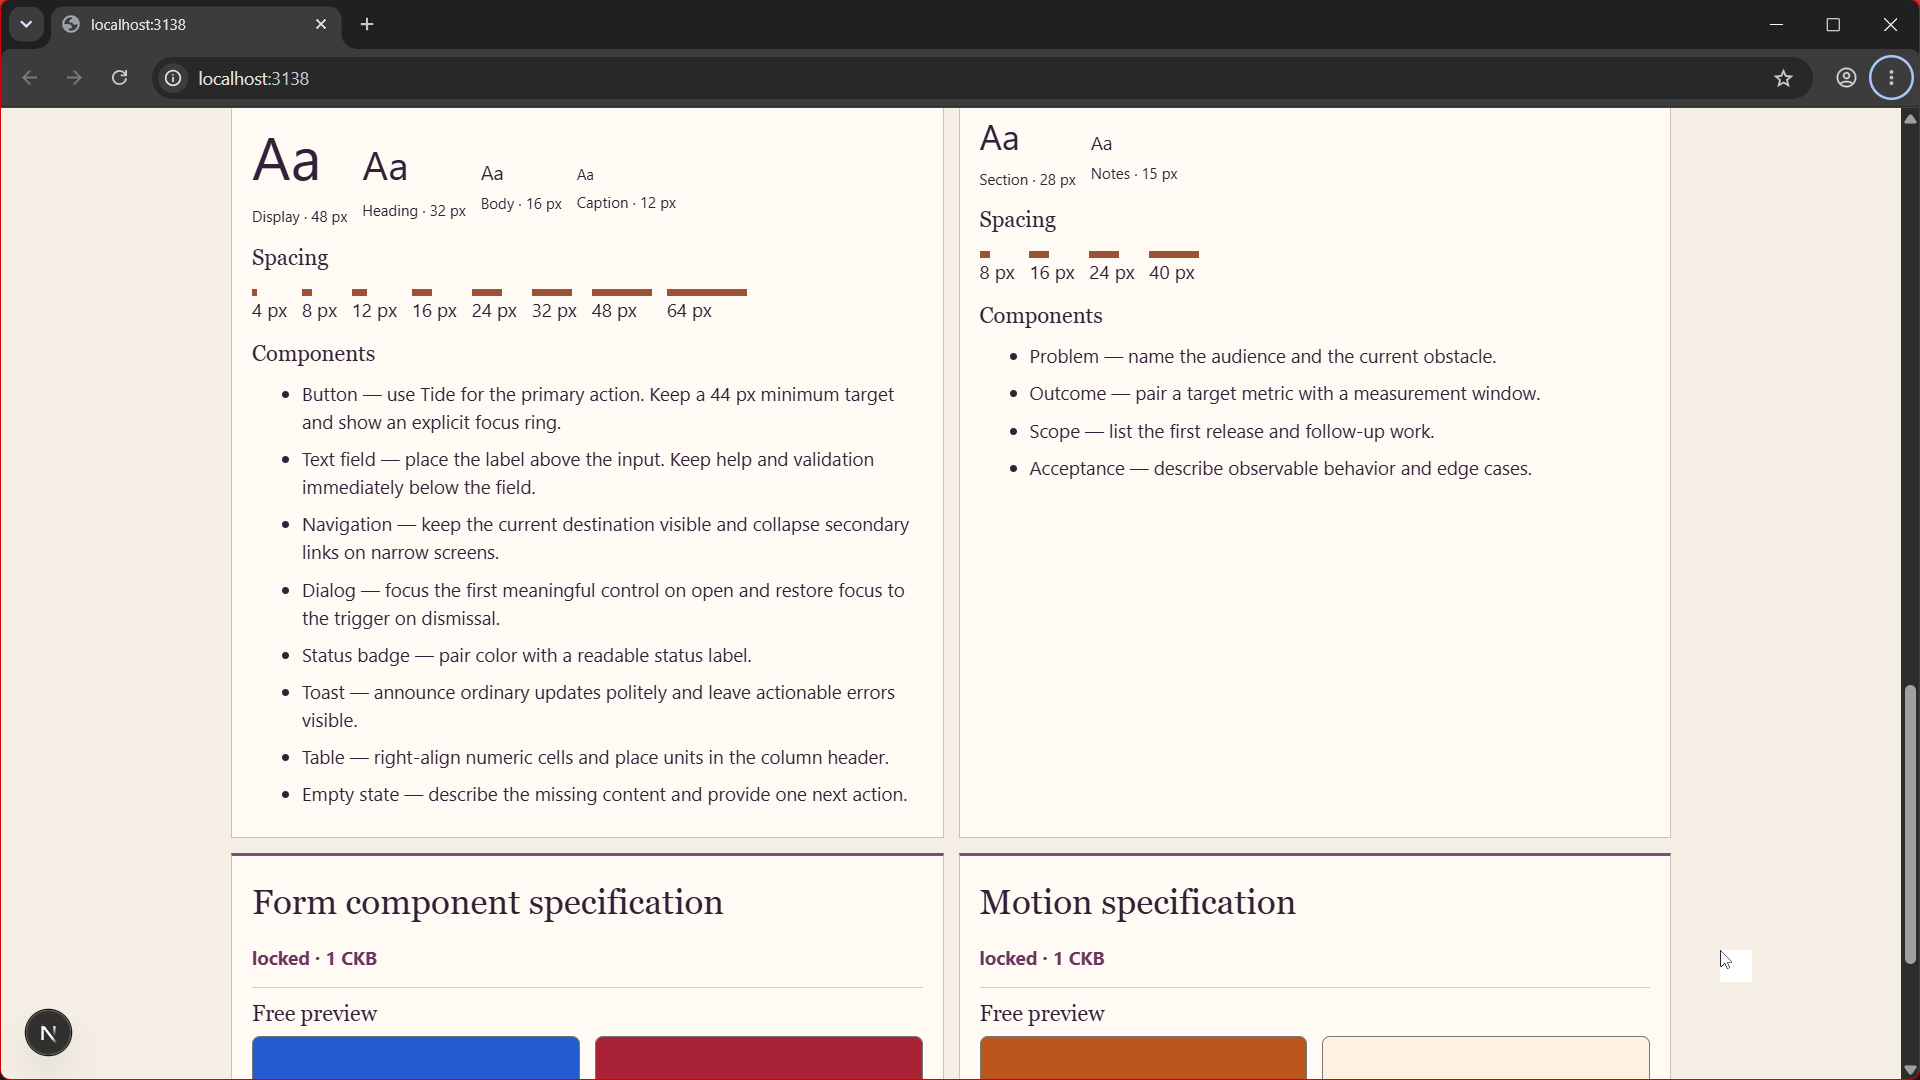 localhost:3138
localhost:3138
Aa
Aa
Aa
Aa
Display · 48 px
Heading · 32 px
Body · 16 px
Caption · 12 px
Spacing
4 px
8 px
12 px
16 px
24 px
32 px
48 px
64 px
Components
Button — use Tide for the primary action. Keep a 44 px minimum target
and show an explicit focus ring.
Text field — place the label above the input. Keep help and validation
immediately below the field.
Navigation — keep the current destination visible and collapse secondary
links on narrow screens.
Dialog — focus the first meaningful control on open and restore focus to
the trigger on dismissal.
Status badge — pair color with a readable status label.
Toast — announce ordinary updates politely and leave actionable errors
visible.
Table — right-align numeric cells and place units in the column header.
Empty state — describe the missing content and provide one next action.
Aa
Aa
Section · 28 px
Notes · 15 px
Spacing
8 px
16 px
24 px
40 px
Components
Problem — name the audience and the current obstacle.
Outcome — pair a target metric with a measurement window.
Scope — list the first release and follow-up work.
Acceptance — describe observable behavior and edge cases.
Form component specification
locked · 1 CKB
Free preview
Motion specification
locked · 1 CKB
Free preview
N